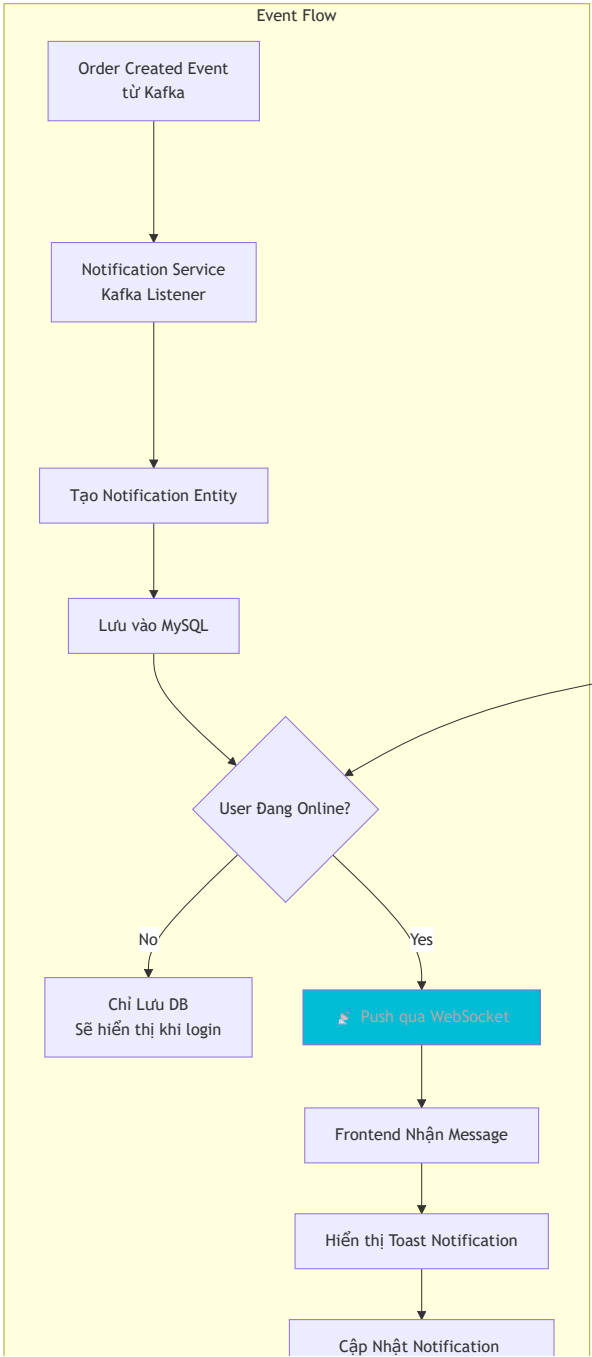 Event Flow
Order Created Event
từ Kafka
Notification Service
Kafka Listener
Tạo Notification Entity
Lưu vào MySQL
User Đang Online?
No
Yes
Chỉ Lưu DB
Sẽ hiển thị khi login
📡 Push qua WebSocket
Frontend Nhận Message
Hiển thị Toast Notification
Cập Nhật Notification